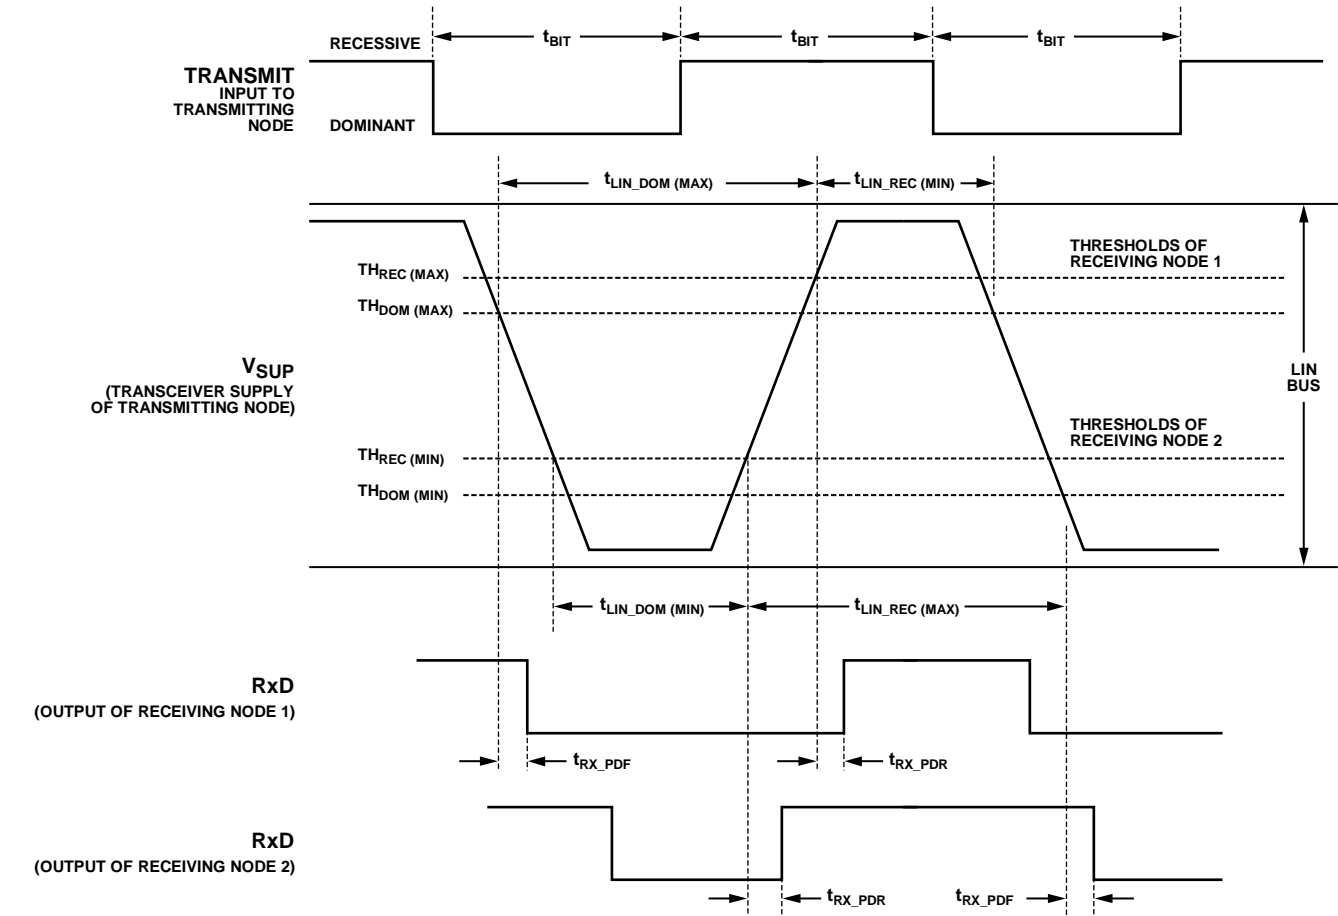 RECESSIVE
tBIT
tBIT
tBIT
TRANSMIT
INPUT TO
TRANSMITTING
NODE
DOMINANT
tLIN_DOM (MAX)
tLIN_REC (MIN)
THRESHOLDS OF
RECEIVING NODE 1
THREC (MAX)
THDOM (MAX)
VSUP
(TRANSCEIVER SUPPLY
OF TRANSMITTING NODE)
LIN
BUS
THRESHOLDS OF
RECEIVING NODE 2
THREC (MIN)
THDOM (MIN)
tLIN_DOM (MIN)
tLIN_REC (MAX)
RxD
(OUTPUT OF RECEIVING NODE 1)
tRX_PDF
tRX_PDR
RxD
(OUTPUT OF RECEIVING NODE 2)
tRX_PDR
tRX_PDF